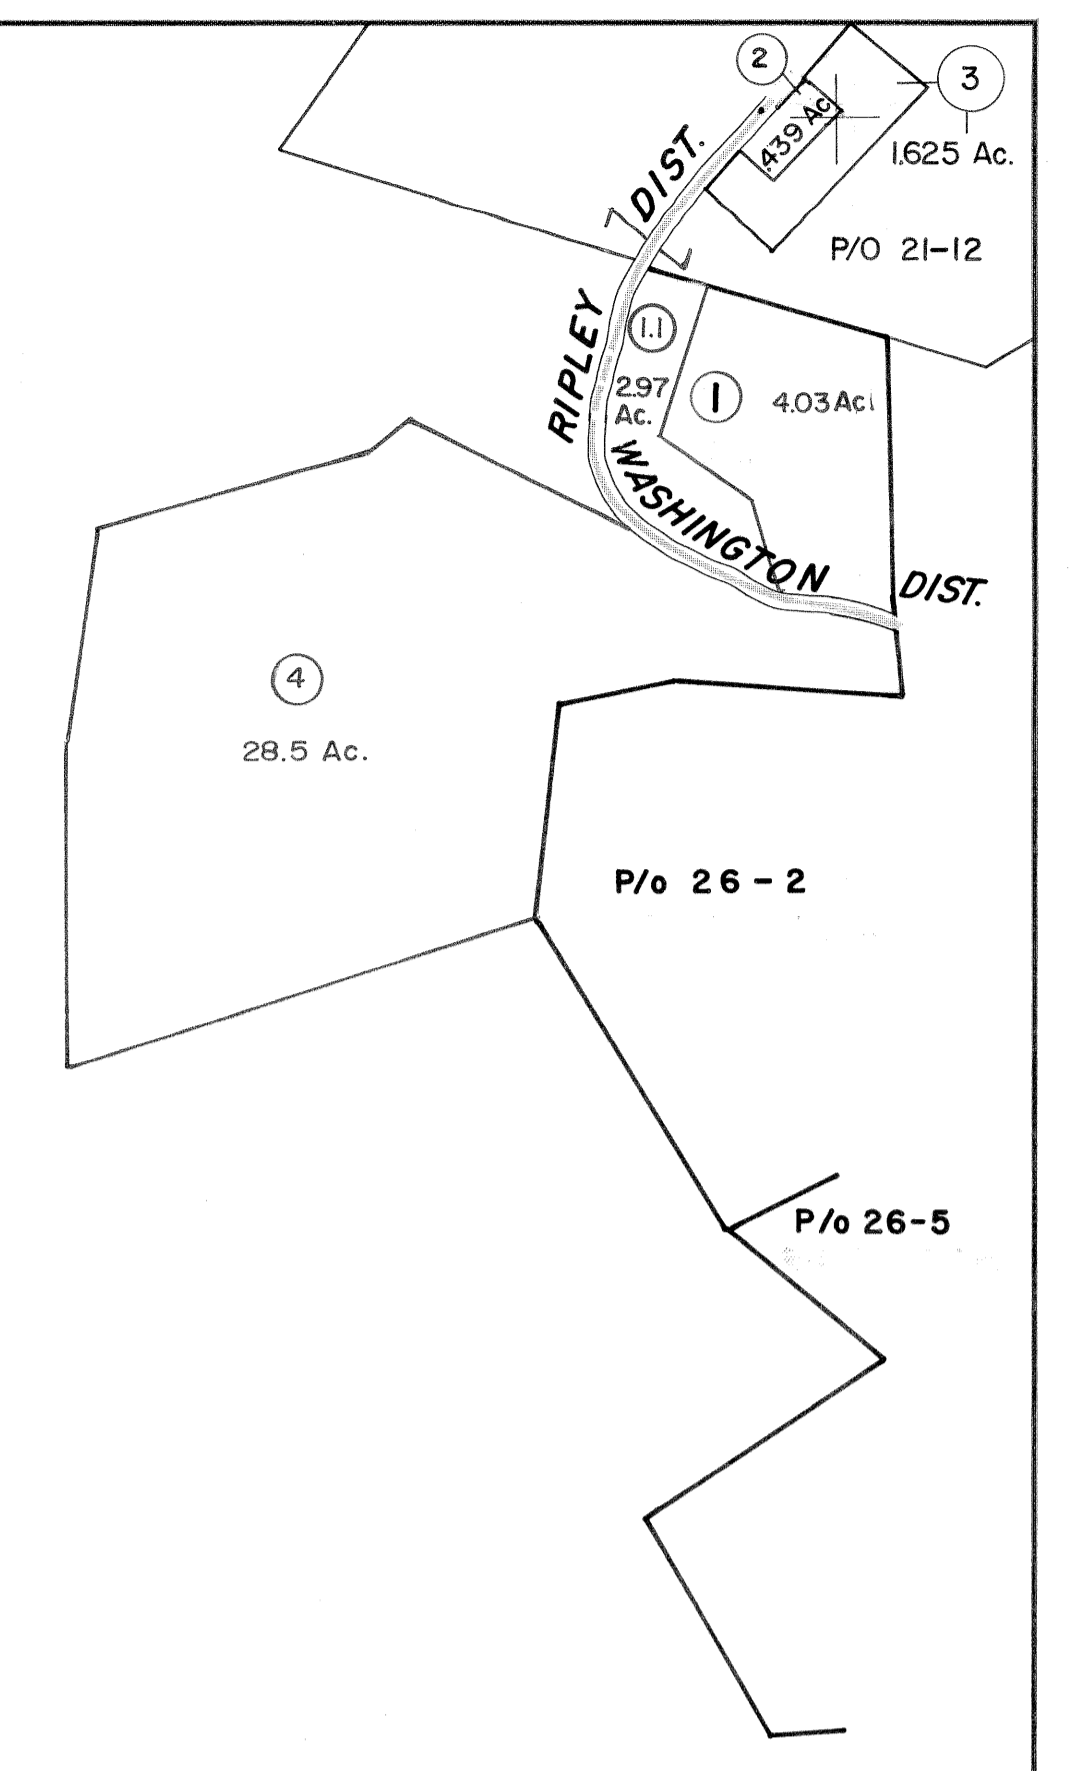 2
3
.439 Ac
1.625 Ac.
DIST.
P/O 21-12
RIPLEY
1.1
2.97
Ac.
1
4.03 Ac.
WASHINGTON
DIST.
4
28.5 Ac.
P/o 26-2
P/o 26-5